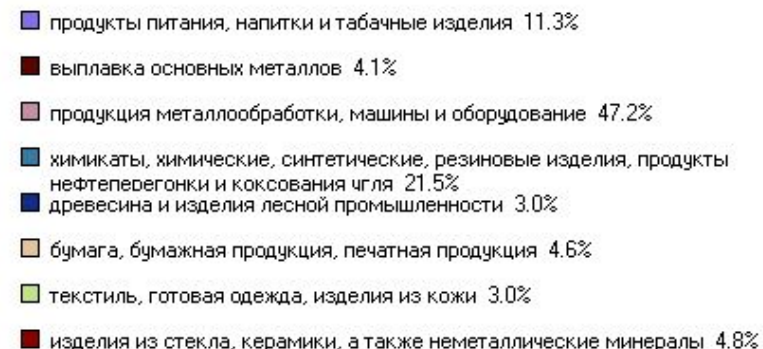 продукты питания, напитки и табачные изделия 11.3%
выплавка основных металлов 4.1%
продукция металлообработки, машины и оборудование 47.2%
химикаты, химические, синтетические, резиновые изделия, продукты
нефтеперегонки и коксования угля 21.5%
древесина и изделия лесной промышленности 3.0%
бумага, бумажная продукция, печатная продукция 4.6%
текстиль, готовая одежда, изделия из кожи 3.0%
изделия из стекла, керамики, а также неметаллические минералы 4.8%